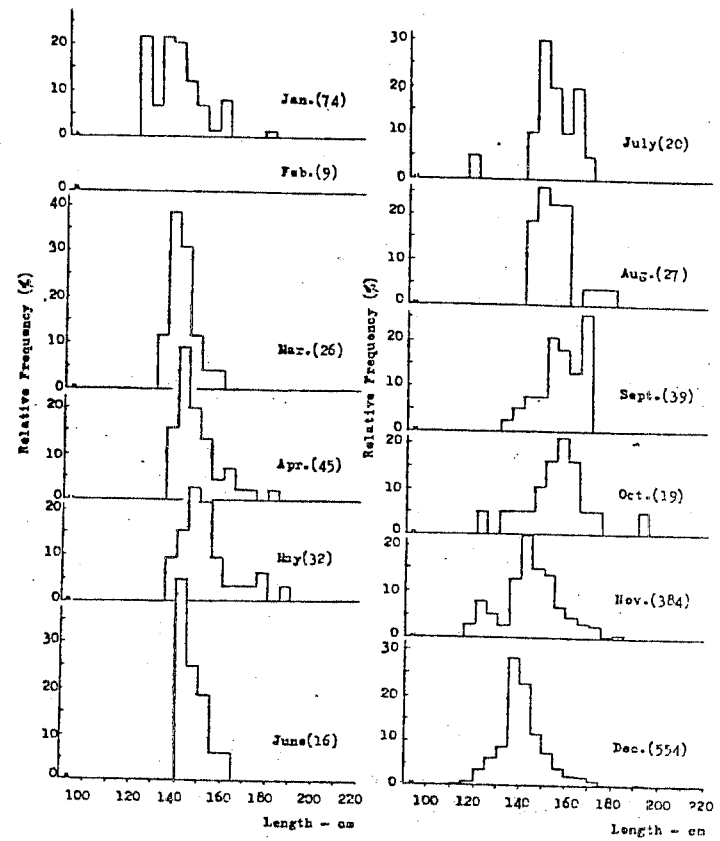 Relative Frequency (%)
20
10
0
Jan.(74)
0
Feb.(9)
40
30
20
10
0
Mar.(26)
20
10
0
Apr.(45)
20
10
0
May(32)
30
20
10
0
June(16)
100 120 140 160 180 200 220
Length - cm
Relative Frequency (%)
30
20
10
0
July(20)
20
10
0
Aug.(27)
20
10
0
Sept.(39)
20
10
0
Oct.(19)
20
10
0
Nov.(384)
30
20
10
0
Dec.(554)
100 120 140 160 180 200 220
Length - cm